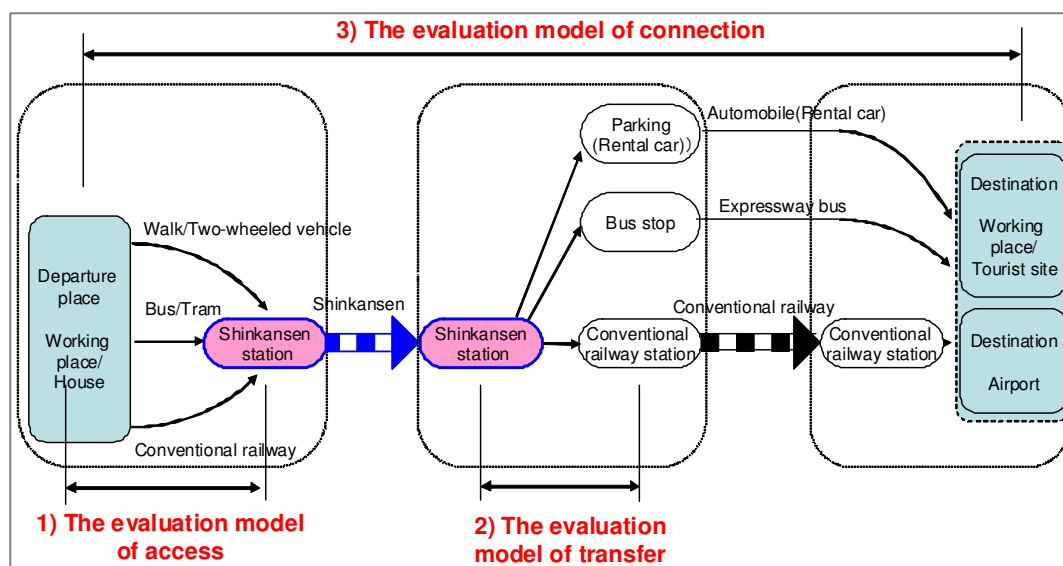 3) The evaluation model of connection
Departure
place
Working
place/
House
Walk/Two-wheeled vehicle
Bus/Tram
Conventional railway
Shinkansen
station
Shinkansen
Shinkansen
station
Parking
(Rental car))
Bus stop
Conventional
railway station
Automobile(Rental car)
Expressway bus
Conventional railway
Conventional
railway station
Destination
Working
place/
Tourist site
Destination
Airport
1) The evaluation model
of access
2) The evaluation
model of transfer